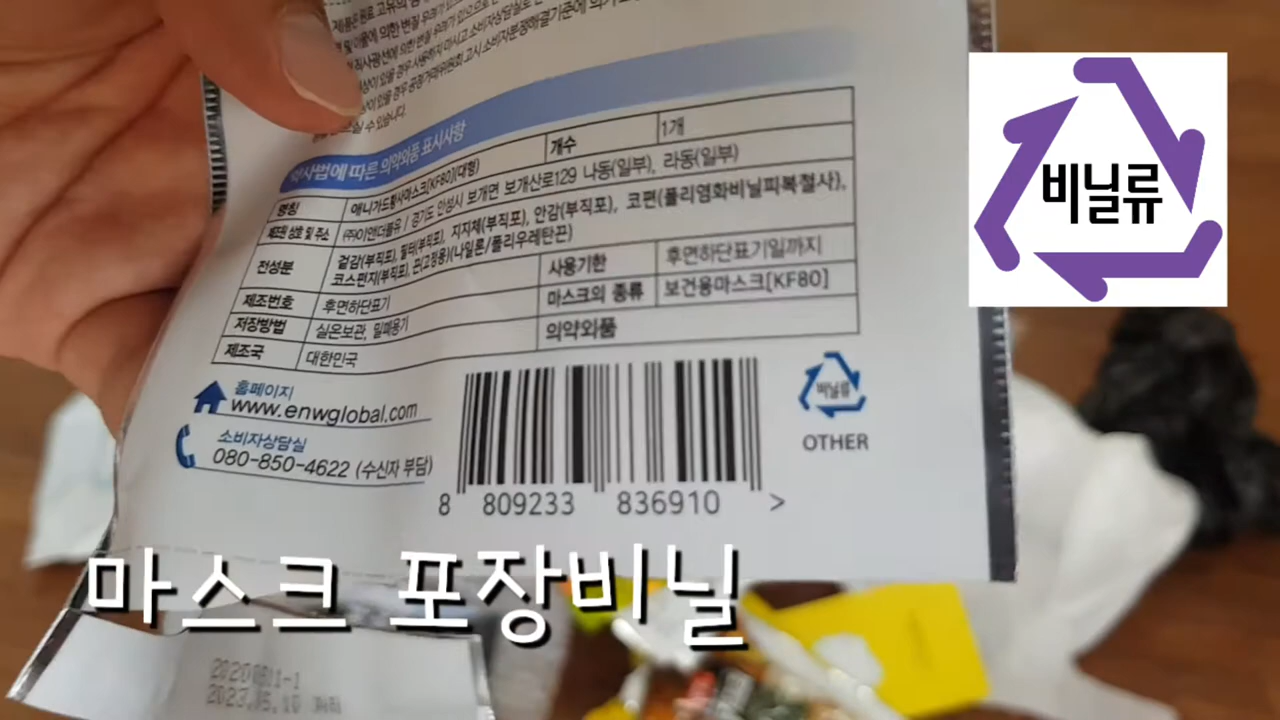 약사법에 따른 의약외품 표시사항
명칭 애니가드황사마스크[KF80](대형) 개수 1개
제조원 상호 및 주소 (주)이앤더블유 / 경기도 안성시 보개면 보개산로129 나동(일부), 라동(일부)
전성분 겉감(부직포), 필터(부직포), 지지체(부직포), 안감(부직포), 코편(폴리염화비닐피복철사),
코스펀지(부직포), 끈(고정용)(나일론/폴리우레탄끈)
제조번호 후면하단표기 사용기한 후면하단표기일까지
저장방법 실온보관, 밀폐용기 마스크의 종류 보건용마스크[KF80]
제조국 대한민국 의약외품
홈페이지
www.enwglobal.com
소비자상담실
080-850-4622 (수신자 부담)
8 809233 836910 >
비닐류
OTHER
비닐류
마스크 포장비닐